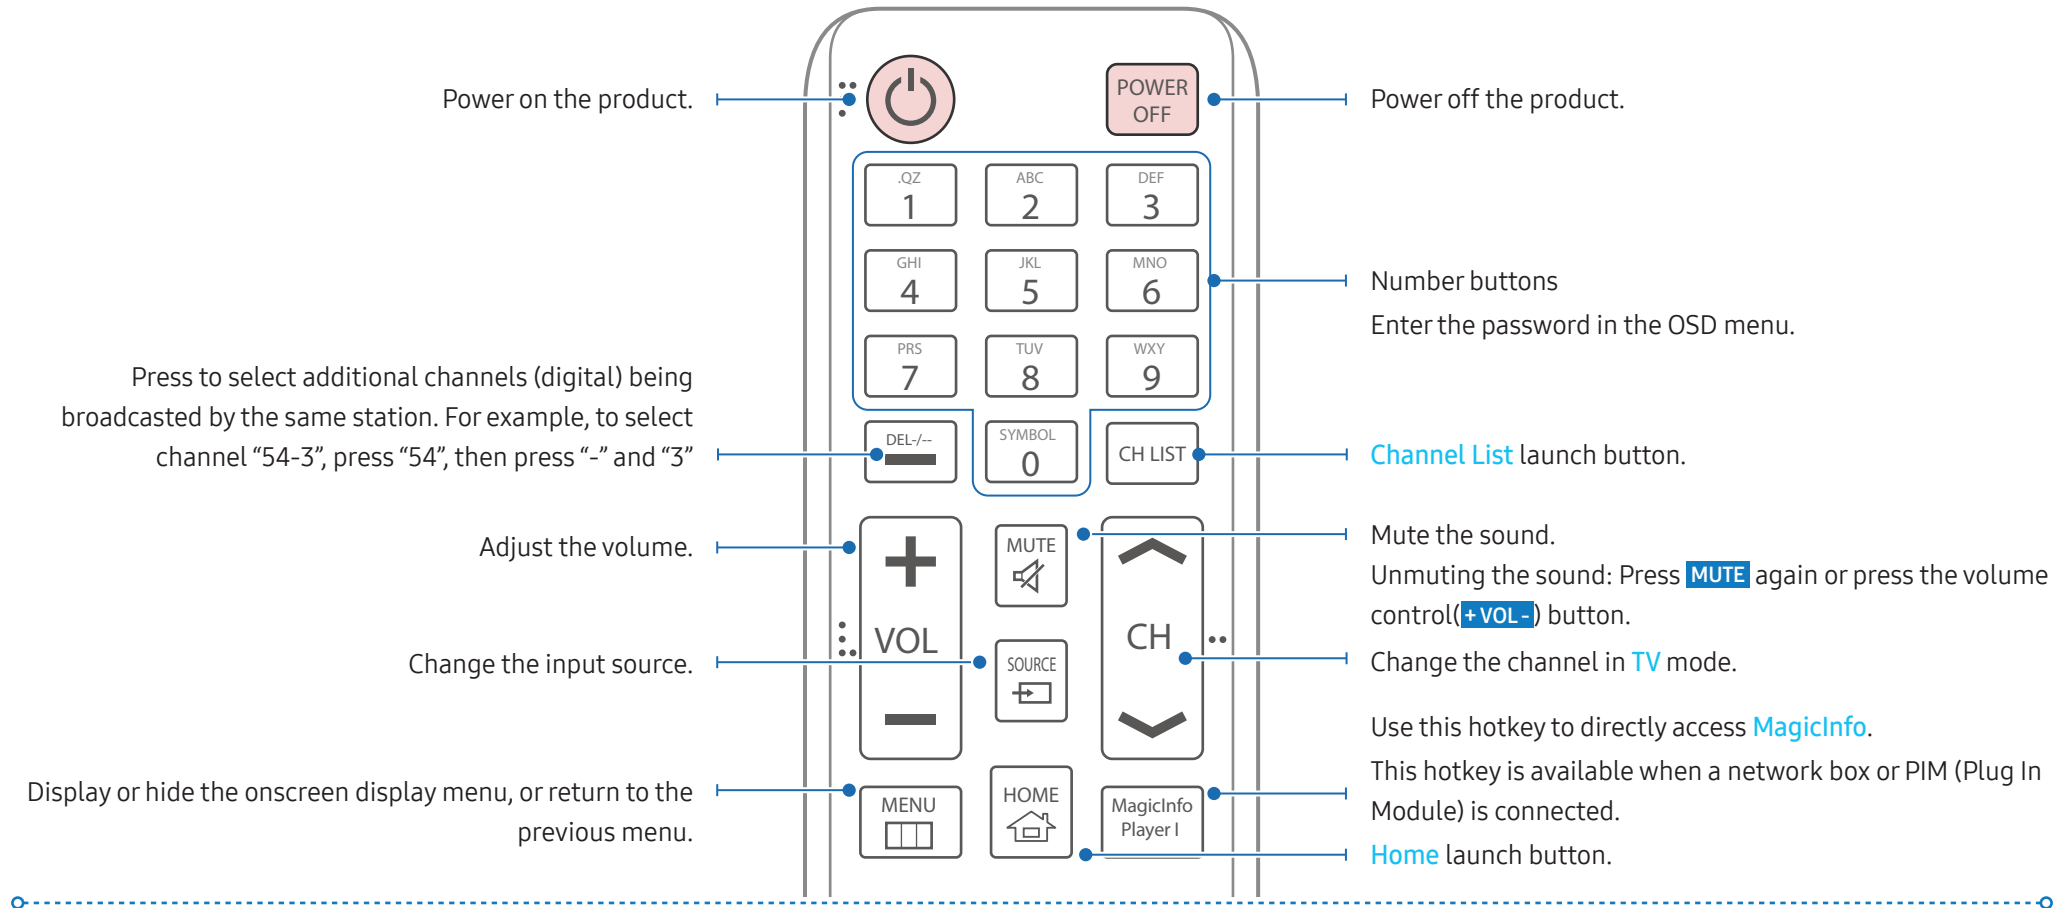 Power on the product.
POWER
OFF
Power off the product.
.QZ
1
ABC
2
DEF
3
GHI
4
JKL
5
MNO
6
Number buttons
Enter the password in the OSD menu.
PRS
7
TUV
8
WXY
9
Press to select additional channels (digital) being
broadcasted by the same station. For example, to select
channel “54-3”, press “54”, then press “-” and “3”
DEL-/--
SYMBOL
0
CH LIST
Channel List launch button.
Adjust the volume.
VOL
MUTE
CH
Mute the sound.
Unmuting the sound: Press MUTE again or press the volume
control(+ VOL -) button.
Change the input source.
SOURCE
Change the channel in TV mode.
Use this hotkey to directly access MagicInfo.
This hotkey is available when a network box or PIM (Plug In
Module) is connected.
Display or hide the onscreen display menu, or return to the
previous menu.
MENU
HOME
MagicInfo
Player I
Home launch button.